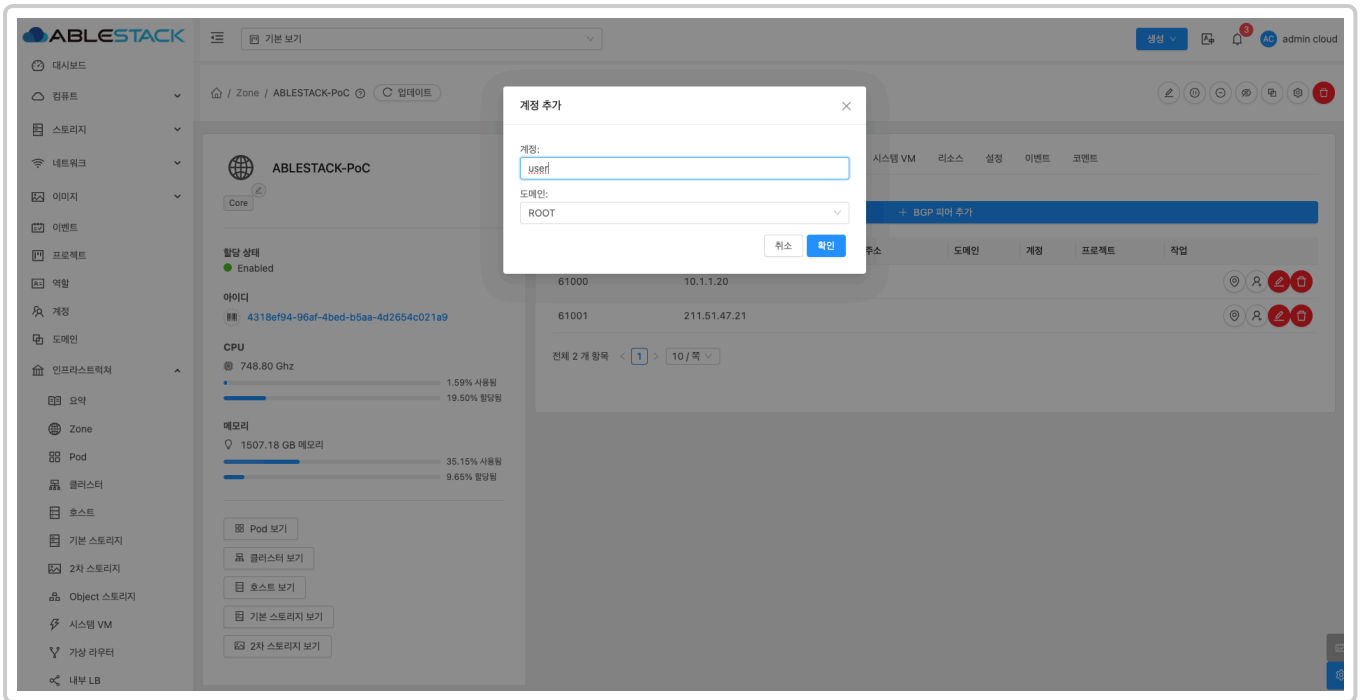 ABLESTACK
기본 보기
생성
3
AC admin cloud
대시보드
컴퓨트
스토리지
네트워크
이미지
이벤트
프로젝트
역할
계정
도메인
인프라스트럭쳐
요약
Zone
Pod
클러스터
호스트
기본 스토리지
2차 스토리지
Object 스토리지
시스템 VM
가상 라우터
내부 LB
/ Zone / ABLESTACK-PoC 업데이트
ABLESTACK-PoC
Core
할당 상태
Enabled
아이디
4318ef94-96af-4bed-b5aa-4d2654c021a9
CPU
748.80 Ghz
1.59% 사용됨
19.50% 할당됨
메모리
1507.18 GB 메모리
35.15% 사용됨
9.65% 할당됨
Pod 보기
클러스터 보기
호스트 보기
기본 스토리지 보기
2차 스토리지 보기
계정 추가
계정:
user
도메인:
ROOT
취소 확인
시스템 VM 리소스 설정 이벤트 코멘트
+ BGP 피어 추가
주소 도메인 계정 프로젝트 작업
61000 10.1.1.20
61001 211.51.47.21
전체 2 개 항목 < 1 > 10 / 쪽